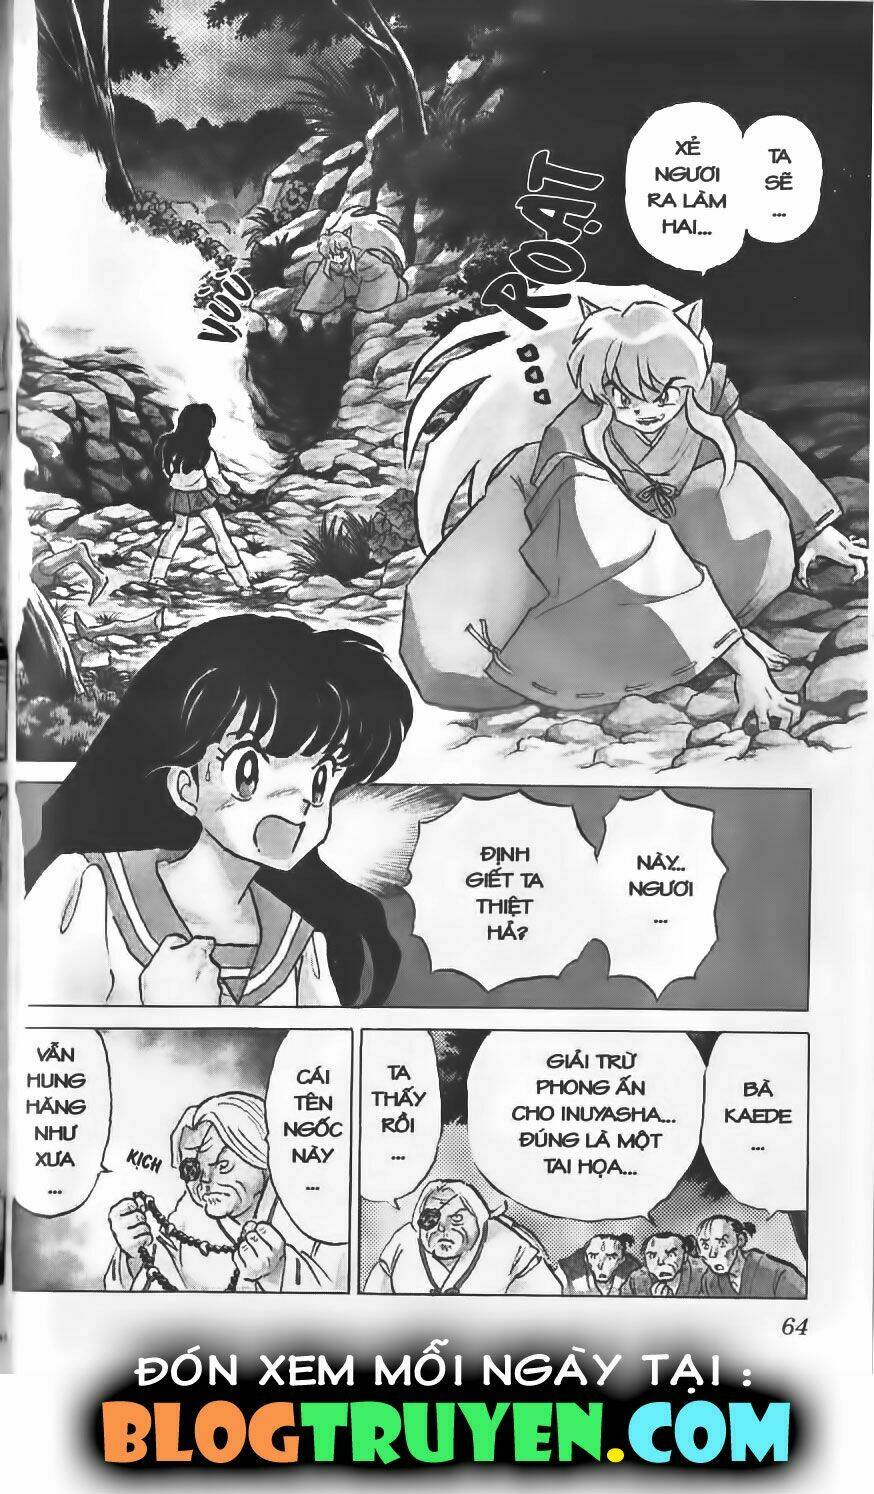 TA
SẼ
...
XẺ
NGƯƠI
RA LÀM
HAI...
ROẠT
...
VÙÙ
NÀY...
NGƯƠI
...
ĐỊNH
GIẾT TA
THIỆT
HẢ?
BÀ
KAEDE
...
GIẢI TRỪ
PHONG ẤN
CHO INUYASHA...
ĐÚNG LÀ MỘT
TAI HỌA...
TA
THẤY
RỒI
...
CÁI
TÊN
NGỐC
NÀY
...
KỊCH
VẪN
HUNG
HĂNG
NHƯ
XƯA
...
64
ĐÓN XEM MỖI NGÀY TẠI :
BLOGTRUYEN.COM